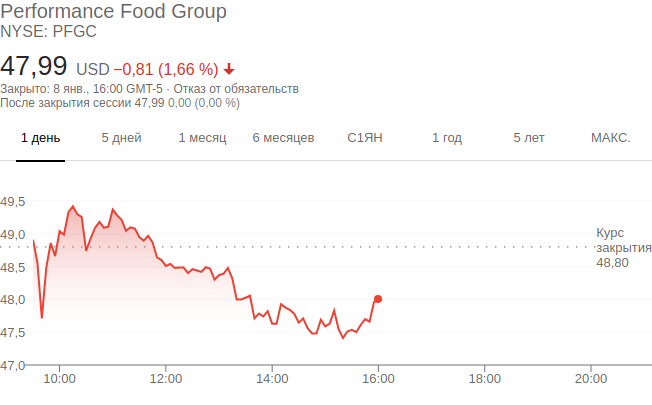 Performance Food Group
NYSE: PFGC
47,99 USD −0,81 (1,66 %)
Закрыто: 8 янв., 16:00 GMT-5 · Отказ от обязательств
После закрытия сессии 47,99 0,00 (0,00 %)
1 день 5 дней 1 месяц 6 месяцев С1ЯН 1 год 5 лет МАКС.
49,5
49,0
48,5
48,0
47,5
47,0
Курс
закрытия
48,80
10:00 12:00 14:00 16:00 18:00 20:00